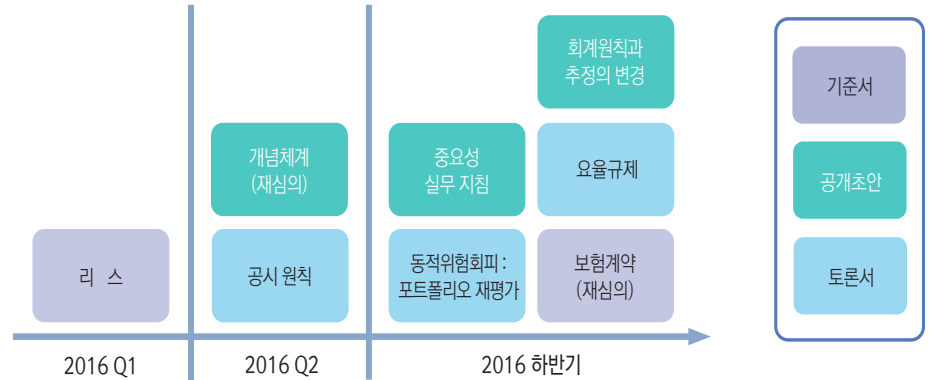 회계원칙과
추정의 변경
개념체계
(재심의)
중요성
실무 지침
요율규제
리 스
공시 원칙
동적위험회피 :
포트폴리오 재평가
보험계약
(재심의)
2016 Q1
2016 Q2
2016 하반기
기준서
공개초안
토론서